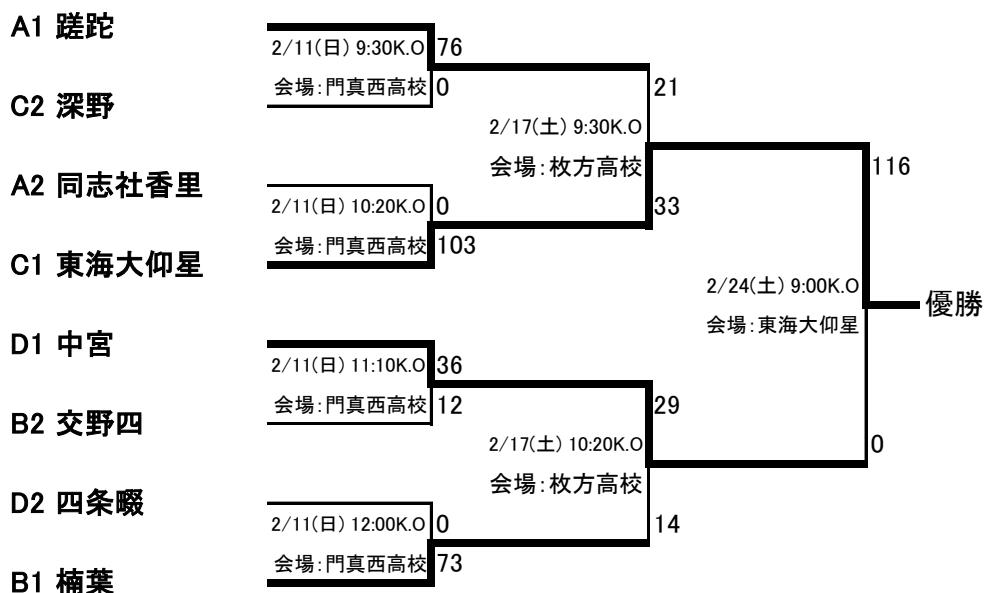 A1 蹉跎
2/11(日) 9:30K.O 76
会場:門真西高校 0
C2 深野
21
2/17(土) 9:30K.O
会場:枚方高校
116
A2 同志社香里
2/11(日) 10:20K.O 0
33
会場:門真西高校 103
C1 東海大仰星
2/24(土) 9:00K.O
優勝
会場:東海大仰星
D1 中宮
2/11(日) 11:10K.O 36
会場:門真西高校 12
29
B2 交野四
2/17(土) 10:20K.O
0
会場:枚方高校
D2 四条畷
2/11(日) 12:00K.O 0
14
会場:門真西高校 73
B1 楠葉